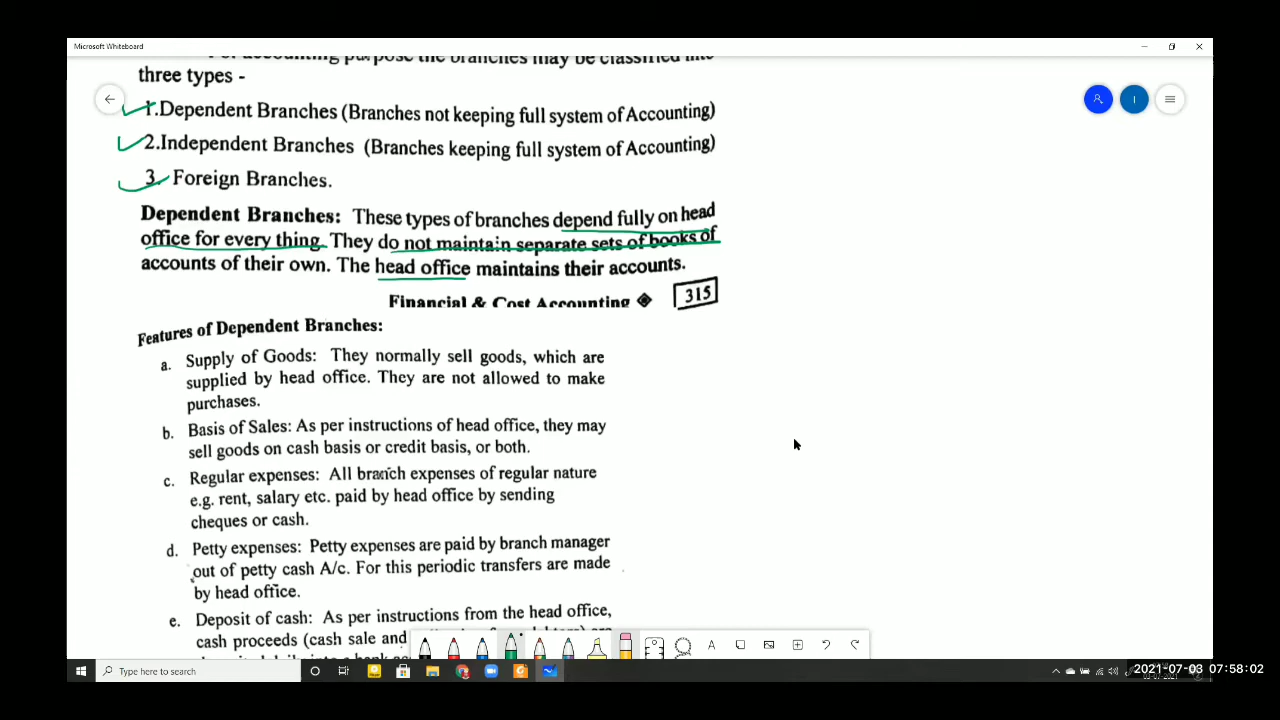 Microsoft Whiteboard
For accounting purpose the branches may be classified into
three types -
1.Dependent Branches (Branches not keeping full system of Accounting)
2.Independent Branches (Branches keeping full system of Accounting)
3. Foreign Branches.
Dependent Branches: These types of branches depend fully on head
office for every thing. They do not maintain separate sets of books of
accounts of their own. The head office maintains their accounts.
Financial & Cost Accounting 315
Features of Dependent Branches:
a. Supply of Goods: They normally sell goods, which are
supplied by head office. They are not allowed to make
purchases.
b. Basis of Sales: As per instructions of head office, they may
sell goods on cash basis or credit basis, or both.
c. Regular expenses: All branch expenses of regular nature
e.g. rent, salary etc. paid by head office by sending
cheques or cash.
d. Petty expenses: Petty expenses are paid by branch manager
out of petty cash A/c. For this periodic transfers are made
by head office.
e. Deposit of cash: As per instructions from the head office,
cash proceeds (cash sale and
Type here to search
2021-07-03 07:58:02